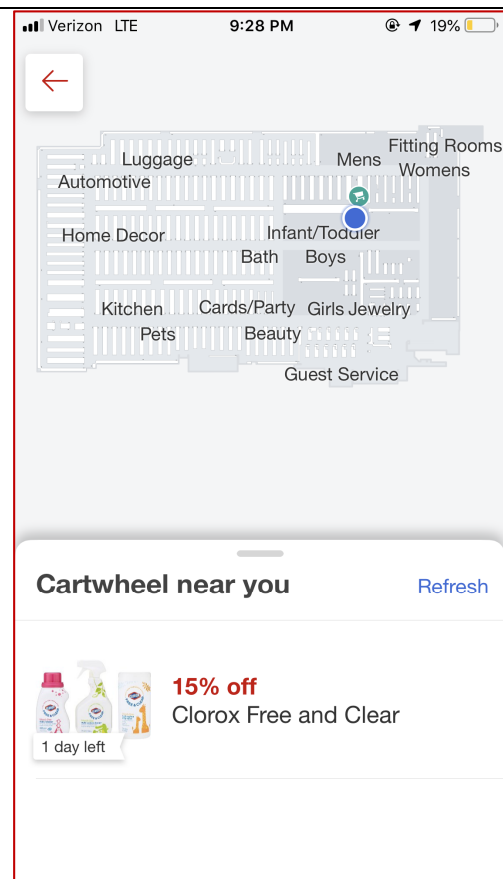 Verizon LTE 9:28 PM 19%
Fitting Rooms
Luggage Mens Womens
Automotive
Home Decor Infant/Toddler
Bath Boys
Kitchen Cards/Party Girls Jewelry
Pets Beauty
Guest Service
Cartwheel near you Refresh
15% off
Clorox Free and Clear
1 day left